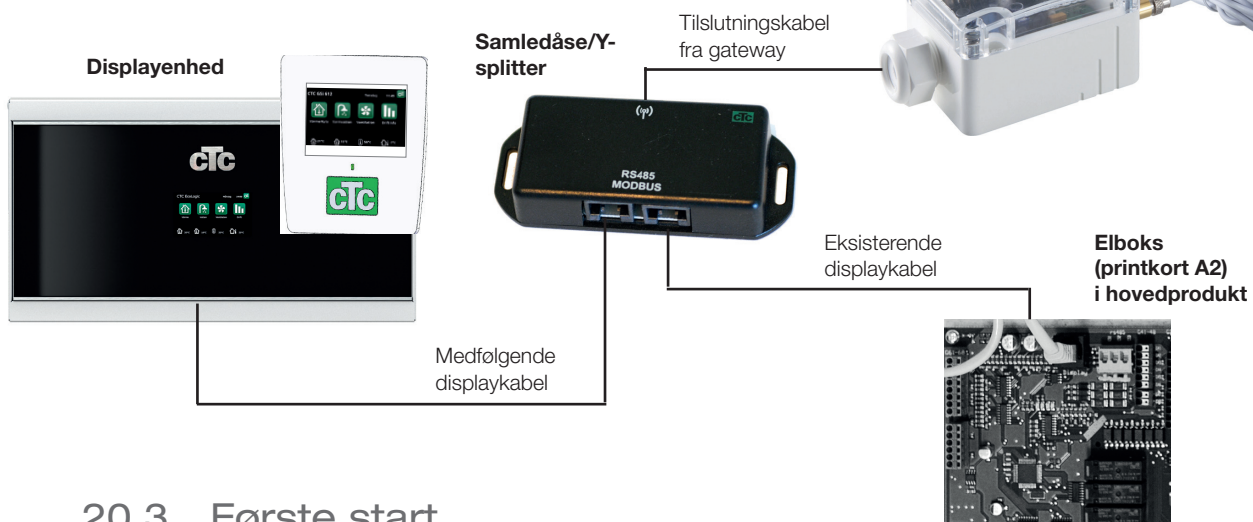 Displayenhed
Samledåse/Y-
splitter
Tilslutningskabel
fra gateway
cTc
cTc
CTC
RS485
MODBUS
Eksisterende
displaykabel
Elboks
(printkort A2)
i hovedprodukt
Medfølgende
displaykabel
20.3 Første start